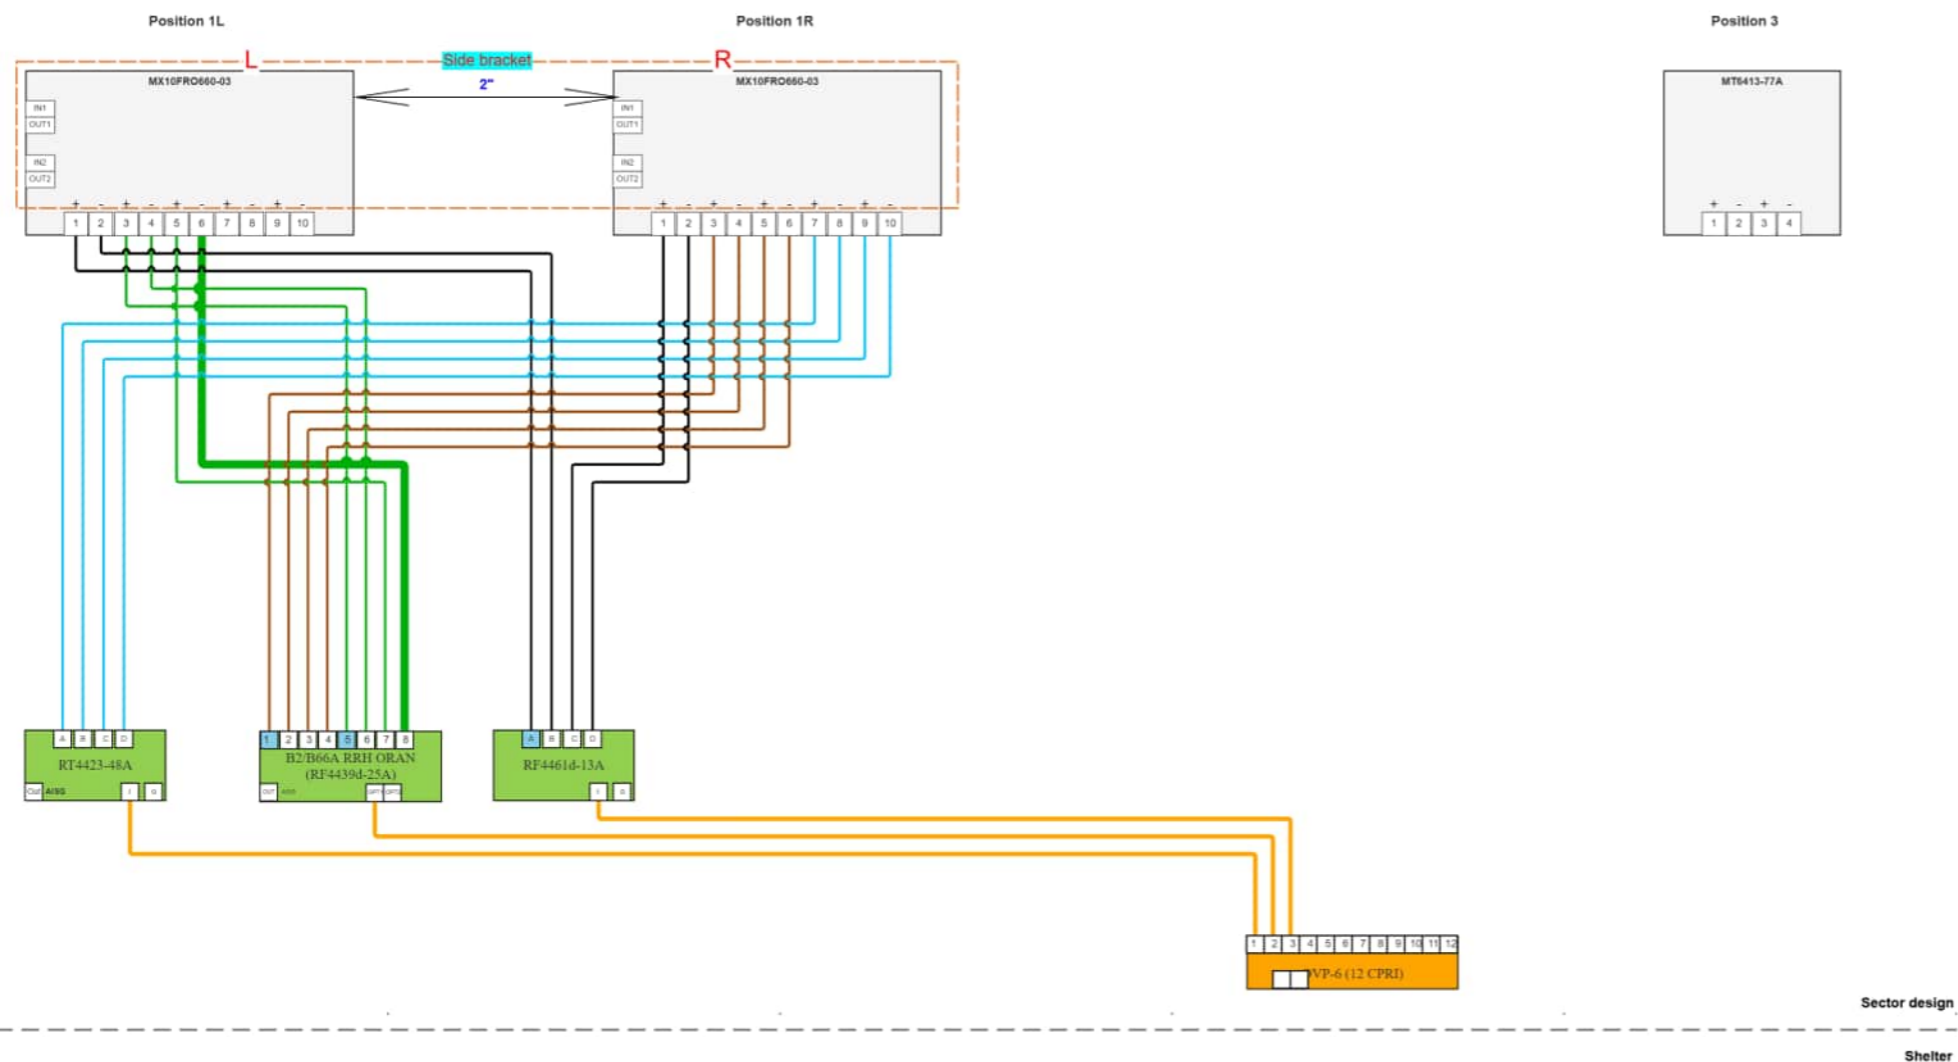 Position 1L
Position 1R
Position 3
L
Side bracket
R
MX10FRO660-03
2"
MX10FRO660-03
MT6413-77A
IN1
OUT1
IN2
OUT2
IN1
OUT1
IN2
OUT2
+ - + - + - + - + -
1 2 3 4 5 6 7 8 9 10
+ - + - + - + - + -
1 2 3 4 5 6 7 8 9 10
+ - + -
1 2 3 4
A B C D
RT4423-48A
Out AISG
1 2 3 4 5 6 7 8
B2/B66A RRH ORAN
(RF4439d-25A)
OUT OPT1 OPT2
A B C D
RF4461d-13A
1 2 3 4 5 6 7 8 9 10 11 12
VP-6 (12 CPRI)
Sector design
Shelter